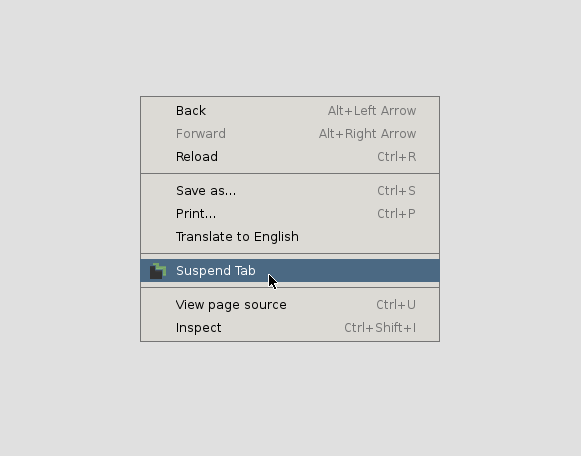 Back Alt+Left Arrow
Forward Alt+Right Arrow
Reload Ctrl+R
Save as... Ctrl+S
Print... Ctrl+P
Translate to English
Suspend Tab
View page source Ctrl+U
Inspect Ctrl+Shift+I